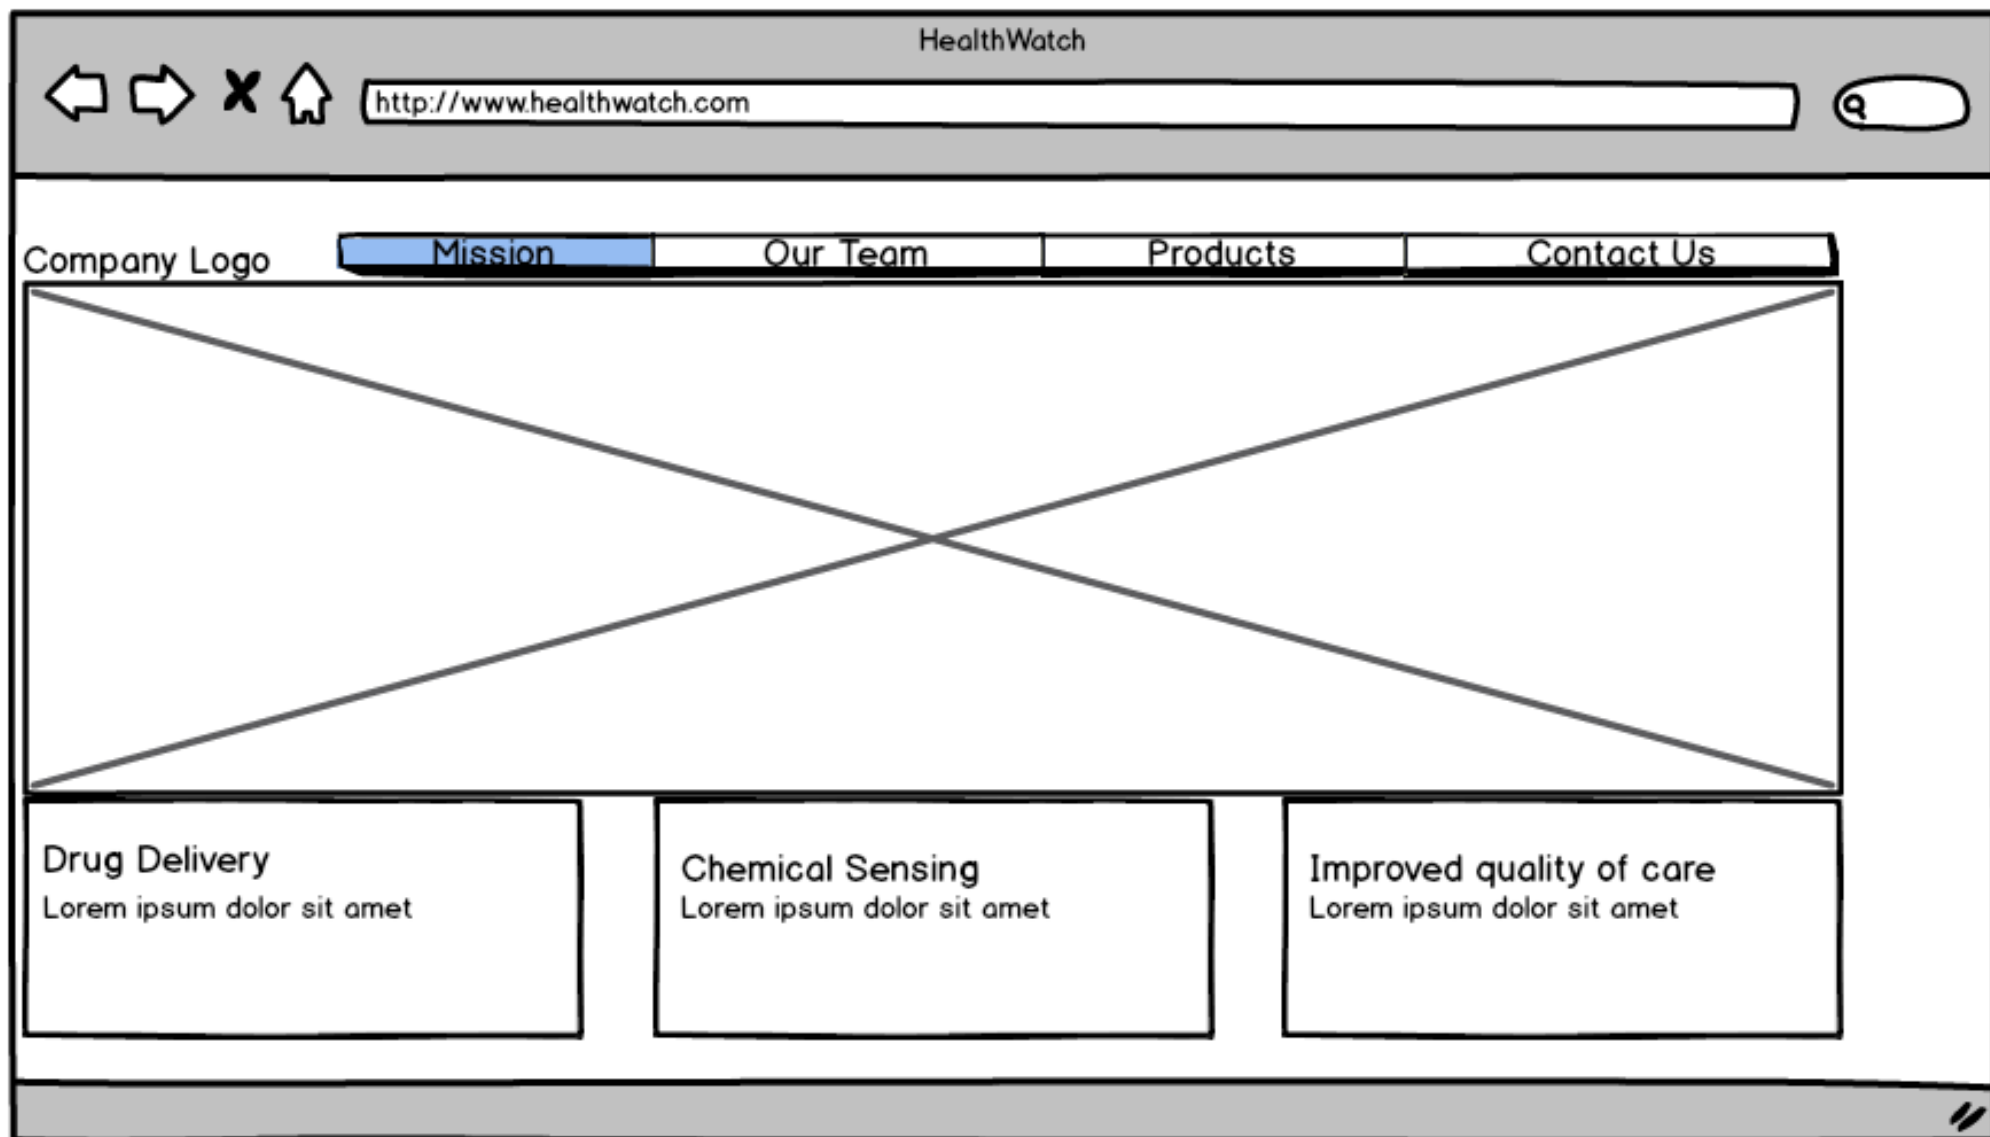 HealthWatch
http://www.healthwatch.com
Company Logo
Mission
Our Team
Products
Contact Us
Drug Delivery
Lorem ipsum dolor sit amet
Chemical Sensing
Lorem ipsum dolor sit amet
Improved quality of care
Lorem ipsum dolor sit amet